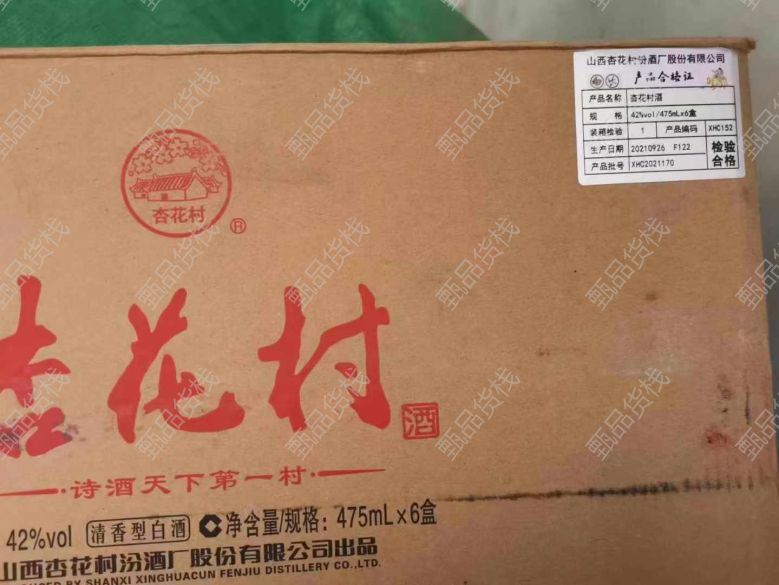 山西杏花村汾酒厂股份有限公司
产品合格证
产品名称 杏花村酒
规格 42%vol/475mL×6盒
装箱检验 1 产品编码 XHC152
生产日期 20210926 F122
检验合格
产品批号 XHC2021170
杏花村
®
杏花村
酒
·诗酒天下第一村·
42%vol 清香型白酒 净含量/规格：475mL×6盒
山西杏花村汾酒厂股份有限公司出品
BY SHANXI XINGHUACUN FENJIU DISTILLERY CO.,LTD.
甄品货栈